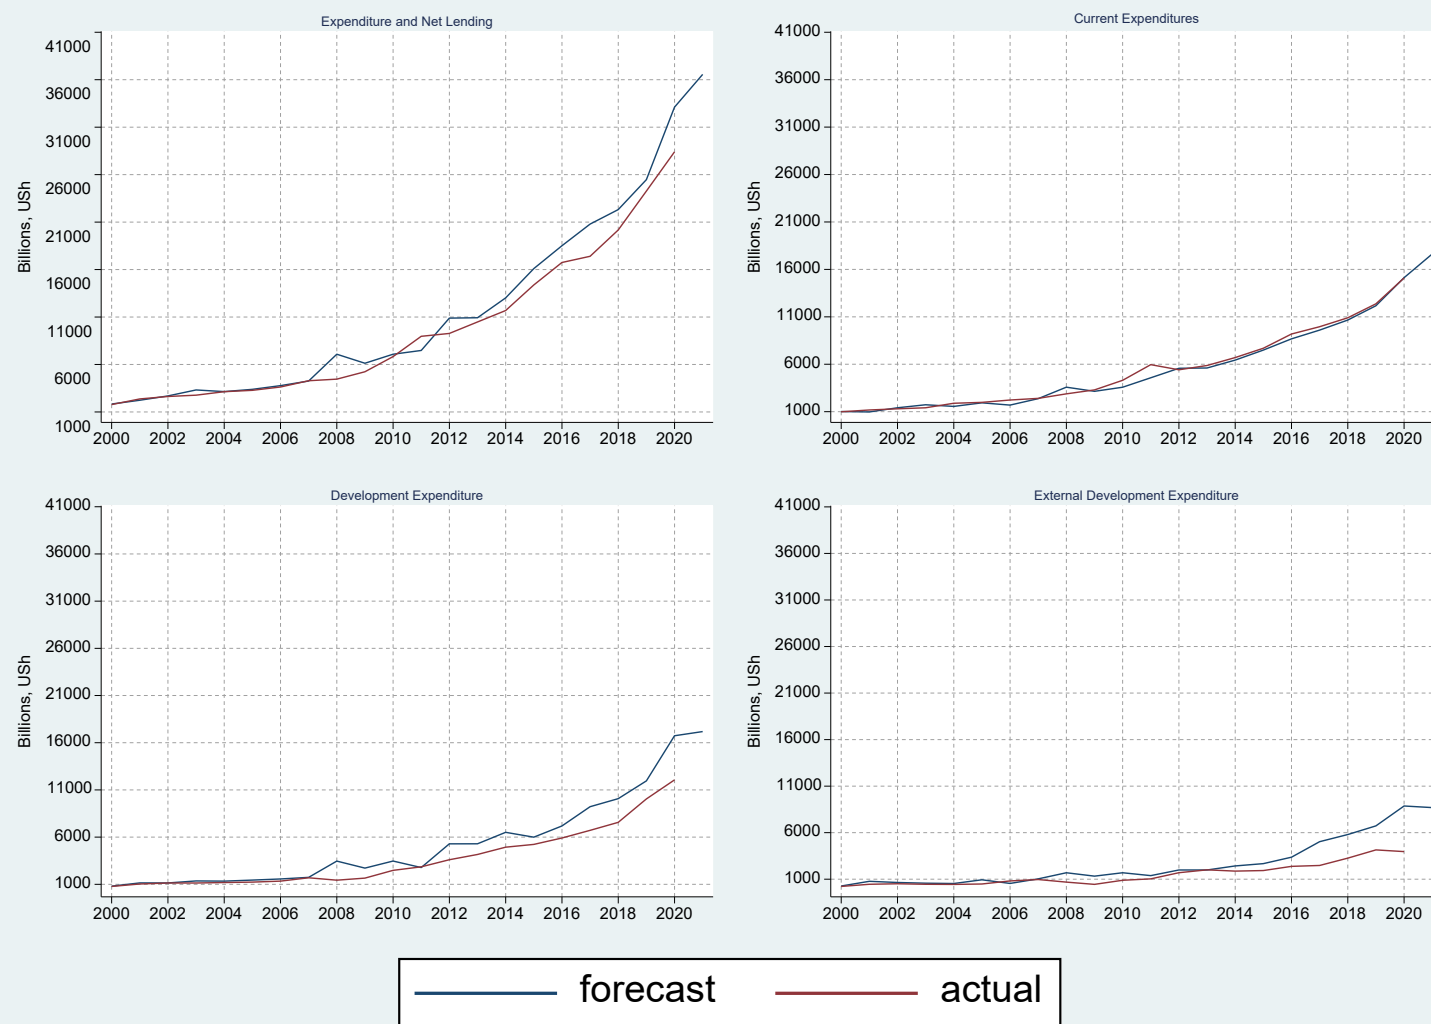 Expenditure and Net Lending
Billions, USh
41000
36000
31000
26000
21000
16000
11000
6000
1000
2000 2002 2004 2006 2008 2010 2012 2014 2016 2018 2020
Current Expenditures
Billions, USh
41000
36000
31000
26000
21000
16000
11000
6000
1000
2000 2002 2004 2006 2008 2010 2012 2014 2016 2018 2020
Development Expenditure
Billions, USh
41000
36000
31000
26000
21000
16000
11000
6000
1000
2000 2002 2004 2006 2008 2010 2012 2014 2016 2018 2020
External Development Expenditure
Billions, USh
41000
36000
31000
26000
21000
16000
11000
6000
1000
2000 2002 2004 2006 2008 2010 2012 2014 2016 2018 2020
forecast actual